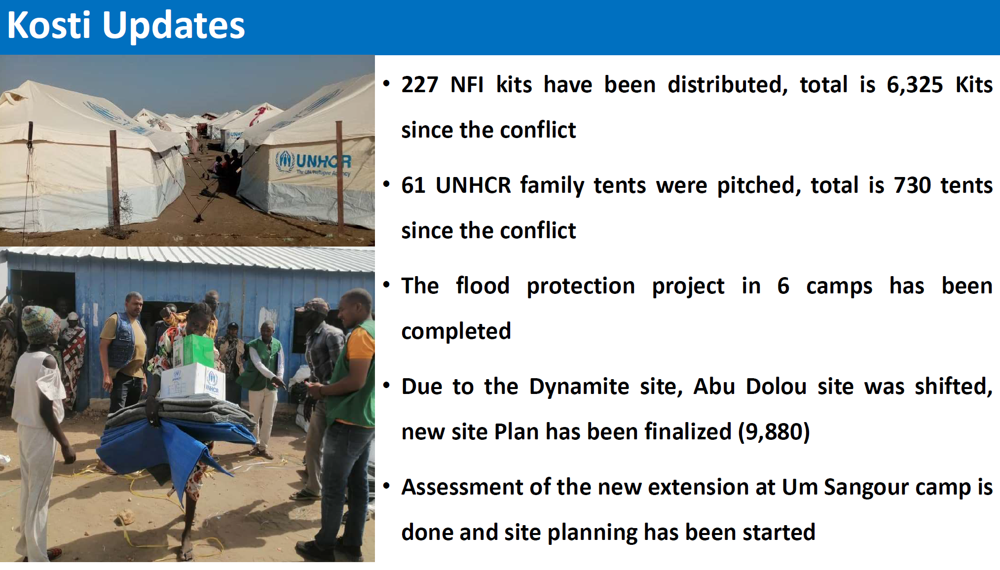 Kosti Updates
UNHCR
The UN Refugee Agency
UNHCR
UNHCR
• 227 NFI kits have been distributed, total is 6,325 Kits
since the conflict
• 61 UNHCR family tents were pitched, total is 730 tents
since the conflict
• The flood protection project in 6 camps has been
completed
• Due to the Dynamite site, Abu Dolou site was shifted,
new site Plan has been finalized (9,880)
• Assessment of the new extension at Um Sangour camp is
done and site planning has been started